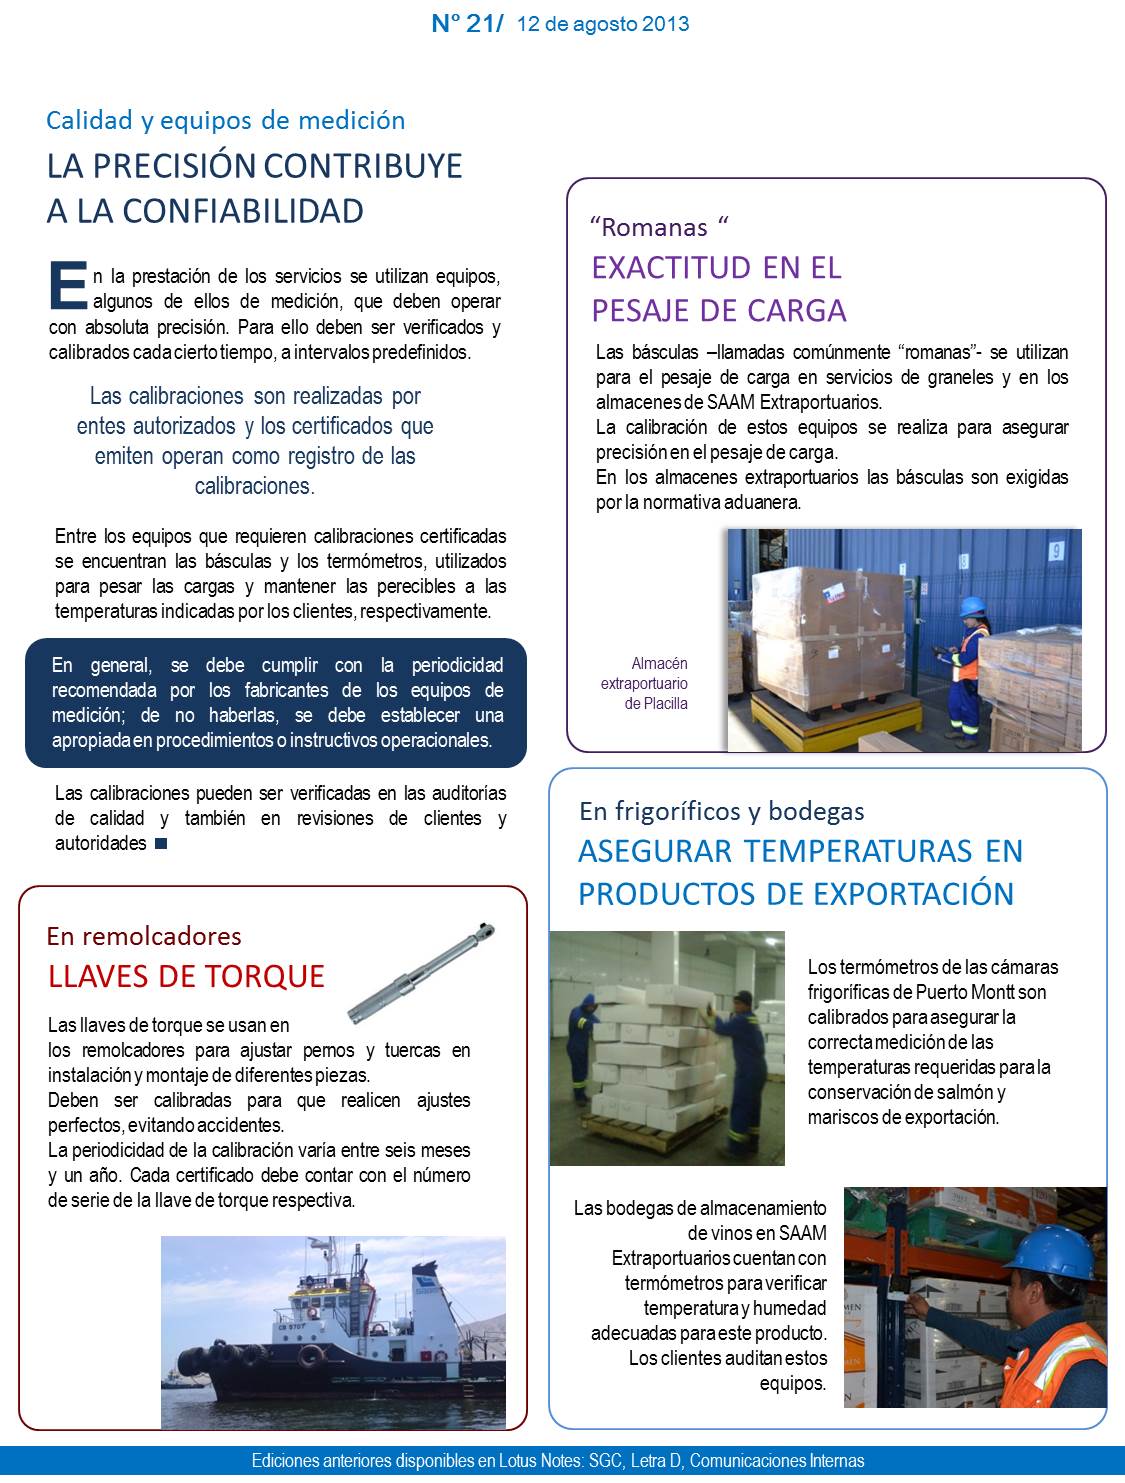 N° 21/ 12 de agosto 2013
Calidad y equipos de medición
LA PRECISIÓN CONTRIBUYE
A LA CONFIABILIDAD
En la prestación de los servicios se utilizan equipos,
algunos de ellos de medición, que deben operar
con absoluta precisión. Para ello deben ser verificados y
calibrados cada cierto tiempo, a intervalos predefinidos.
Las calibraciones son realizadas por
entes autorizados y los certificados que
emiten operan como registro de las
calibraciones.
Entre los equipos que requieren calibraciones certificadas
se encuentran las básculas y los termómetros, utilizados
para pesar las cargas y mantener las perecibles a las
temperaturas indicadas por los clientes, respectivamente.
En general, se debe cumplir con la periodicidad
recomendada por los fabricantes de los equipos de
medición; de no haberlas, se debe establecer una
apropiada en procedimientos o instructivos operacionales.
Las calibraciones pueden ser verificadas en las auditorías
de calidad y también en revisiones de clientes y
autoridades
En remolcadores
LLAVES DE TORQUE
Las llaves de torque se usan en
los remolcadores para ajustar pernos y tuercas en
instalación y montaje de diferentes piezas.
Deben ser calibradas para que realicen ajustes
perfectos, evitando accidentes.
La periodicidad de la calibración varía entre seis meses
y un año. Cada certificado debe contar con el número
de serie de la llave de torque respectiva.
“Romanas “
EXACTITUD EN EL
PESAJE DE CARGA
Las básculas –llamadas comúnmente “romanas”- se utilizan
para el pesaje de carga en servicios de graneles y en los
almacenes de SAAM Extraportuarios.
La calibración de estos equipos se realiza para asegurar
precisión en el pesaje de carga.
En los almacenes extraportuarios las básculas son exigidas
por la normativa aduanera.
9
Almacén
extraportuario
de Placilla
En frigoríficos y bodegas
ASEGURAR TEMPERATURAS EN
PRODUCTOS DE EXPORTACIÓN
Los termómetros de las cámaras
frigoríficas de Puerto Montt son
calibrados para asegurar la
correcta medición de las
temperaturas requeridas para la
conservación de salmón y
mariscos de exportación.
Las bodegas de almacenamiento
de vinos en SAAM
Extraportuarios cuentan con
termómetros para verificar
temperatura y humedad
adecuadas para este producto.
Los clientes auditan estos
equipos.
Ediciones anteriores disponibles en Lotus Notes: SGC, Letra D, Comunicaciones Internas